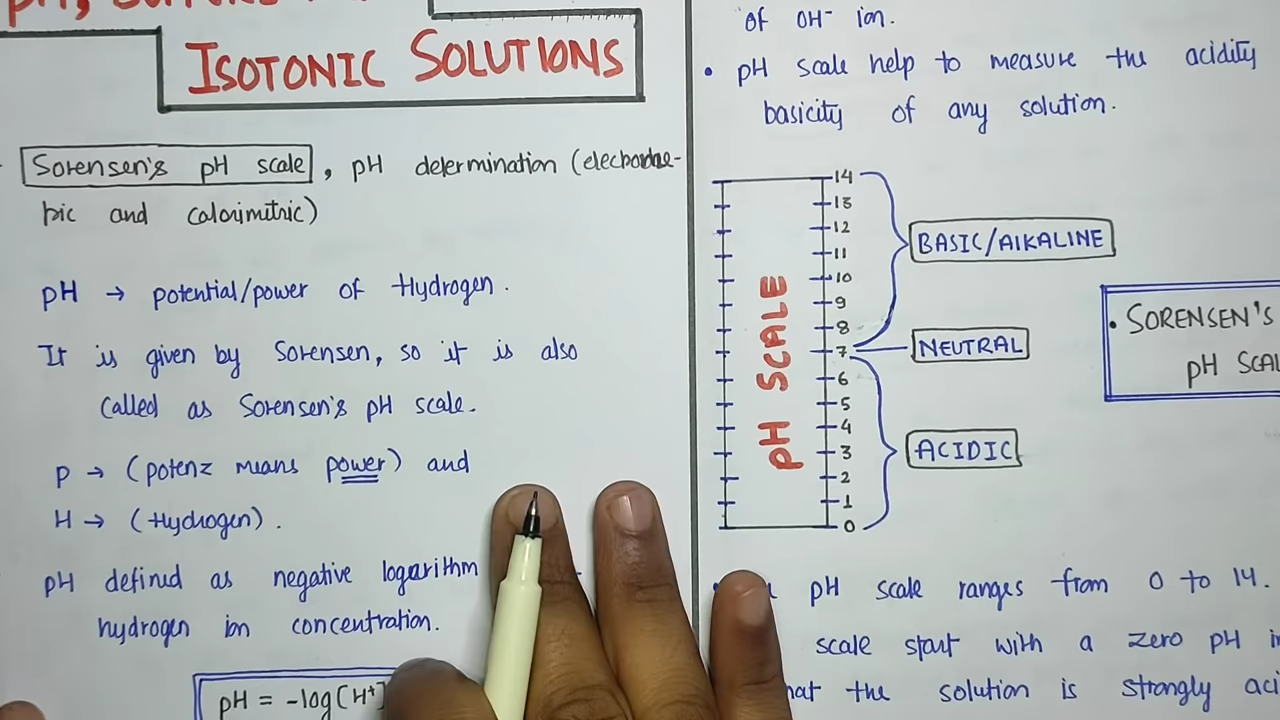 pH,
ISOTONIC SOLUTIONS
Sorensen's pH scale, pH determination (electrome-
tric and calorimitric)
pH → potential/power of Hydrogen.
It is given by Sorensen, so it is also
called as Sorensen's pH scale.
P → (potenz means power) and
H → (Hydrogen).
pH defined as negative logarithm
hydrogen ion concentration.
pH = -log[H⁺]
of OH⁻ ion.
• pH scale help to measure the acidity
basicity of any solution.
pH SCALE
14
13
12
11
10
9
8
7
6
5
4
3
2
1
0
BASIC/AlKALINE
NEUTRAL
ACIDIC
• SORENSEN'S
pH SCAL
pH scale ranges from 0 to 14.
scale start with a zero pH
the solution is strongly aci